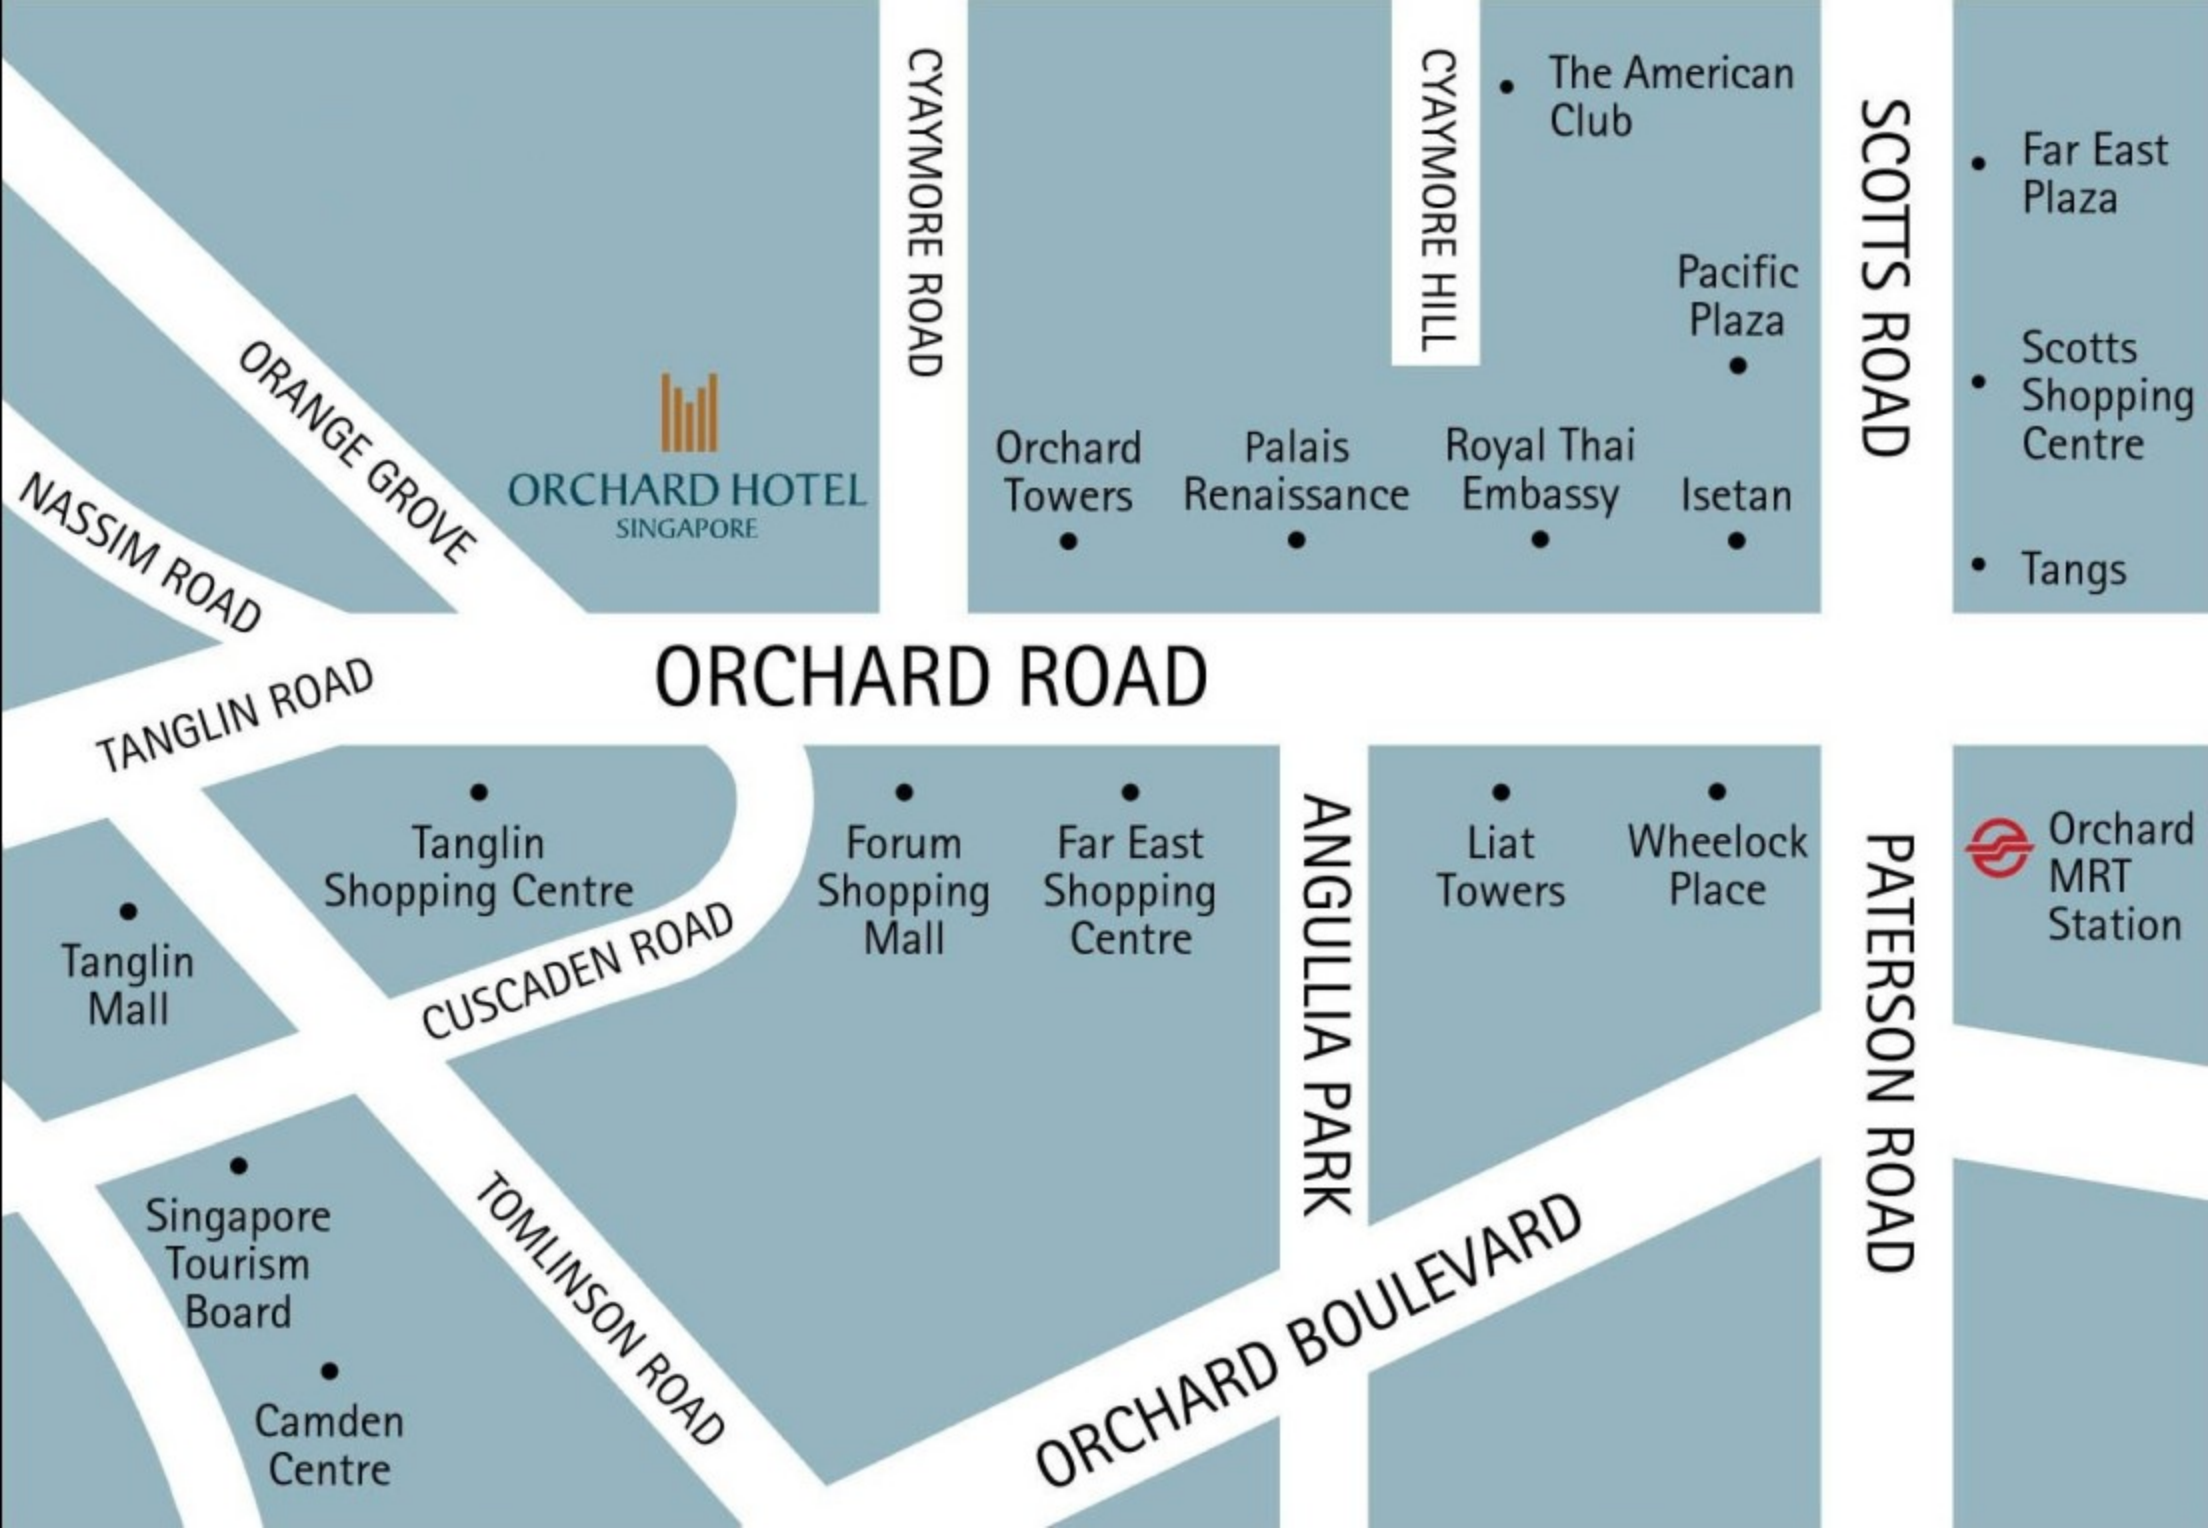 CYAYMORE ROAD
CYAYMORE HILL
The American
Club
SCOTTS ROAD
Far East
Plaza
Pacific
Plaza
Scotts
Shopping
Centre
ORANGE GROVE
NASSIM ROAD
ORCHARD HOTEL
SINGAPORE
Orchard
Towers
Palais
Renaissance
Royal Thai
Embassy
Isetan
Tangs
TANGLIN ROAD
ORCHARD ROAD
Tanglin
Shopping Centre
Forum
Shopping
Mall
Far East
Shopping
Centre
ANGULLIA PARK
Liat
Towers
Wheelock
Place
PATERSON ROAD
Orchard
MRT
Station
Tanglin
Mall
CUSCADEN ROAD
Singapore
Tourism
Board
TOMLINSON ROAD
ORCHARD BOULEVARD
Camden
Centre